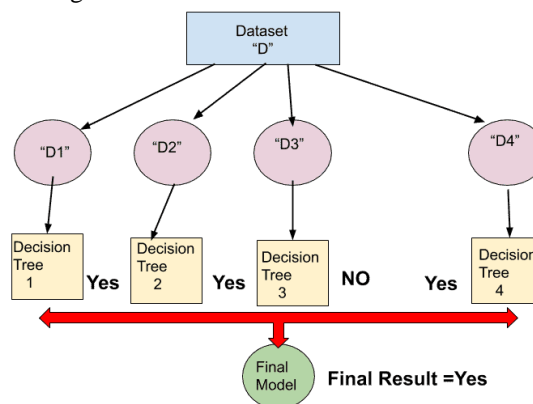 Dataset
“D”
“D1”
“D2”
“D3”
“D4”
Decision
Tree
1
Yes
Decision
Tree
2
Yes
Decision
Tree
3
NO
Yes
Decision
Tree
4
Final
Model
Final Result =Yes